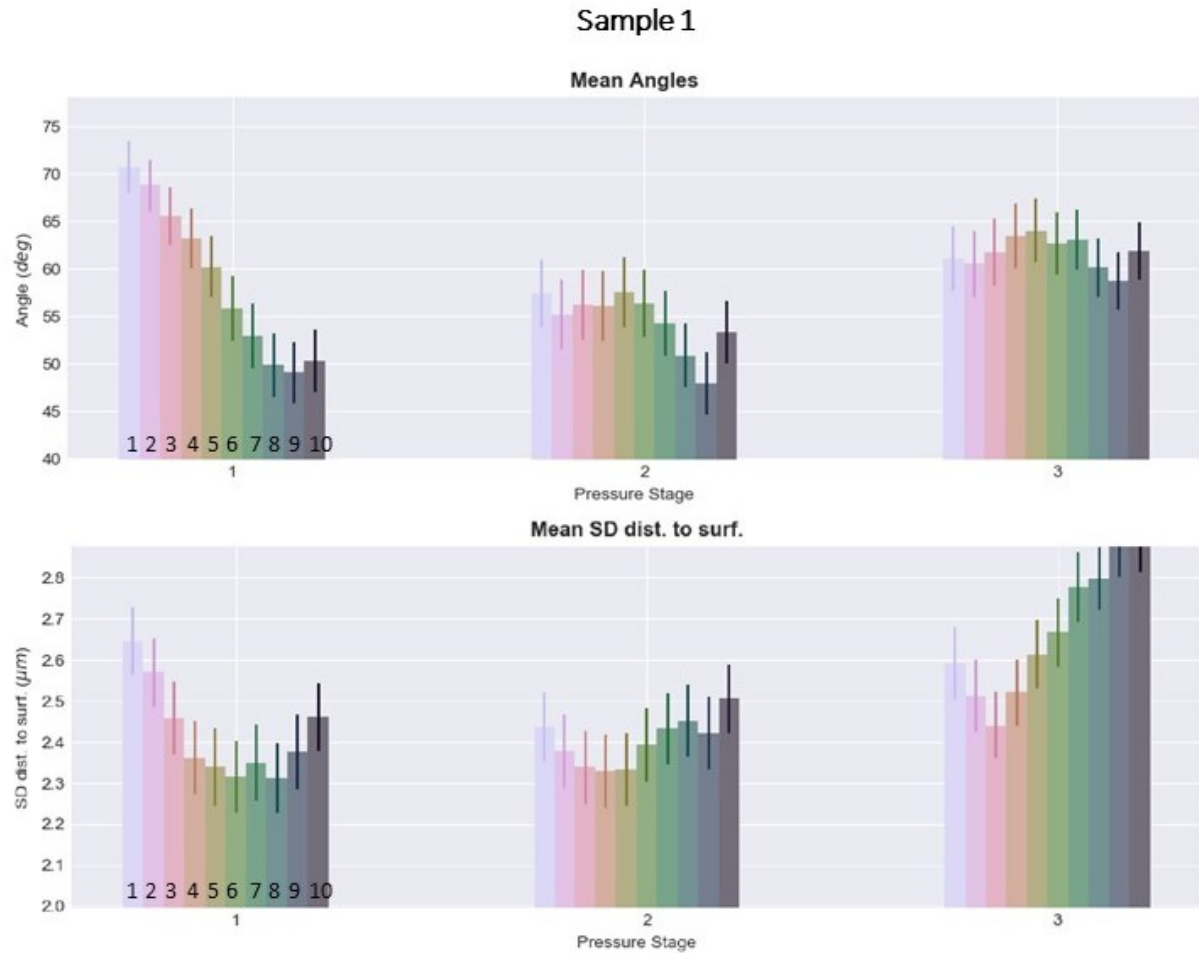 Sample 1
Mean Angles
75
70
65
60
55
50
45
40
Angle (deg)
1 2 3 4 5 6 7 8 9 10
1 2 3
Pressure Stage
Mean SD dist. to surf.
2.8
2.7
2.6
2.5
2.4
2.3
2.2
2.1
2.0
SD dist. to surf. (μm)
1 2 3 4 5 6 7 8 9 10
1 2 3
Pressure Stage